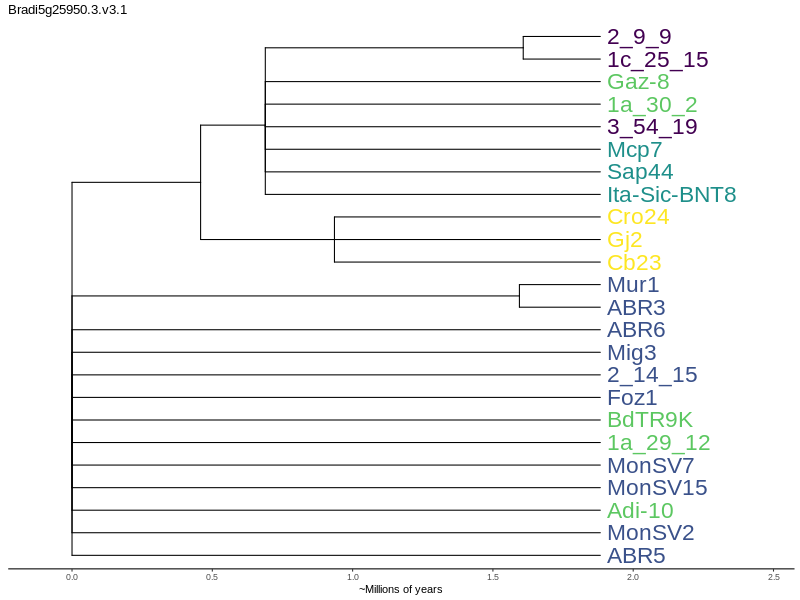 Bradi5g25950.3.v3.1
2_9_9
1c_25_15
Gaz-8
1a_30_2
3_54_19
Mcp7
Sap44
Ita-Sic-BNT8
Cro24
Gj2
Cb23
Mur1
ABR3
ABR6
Mig3
2_14_15
Foz1
BdTR9K
1a_29_12
MonSV7
MonSV15
Adi-10
MonSV2
ABR5
0.0 0.5 1.0 1.5 2.0 2.5
~Millions of years